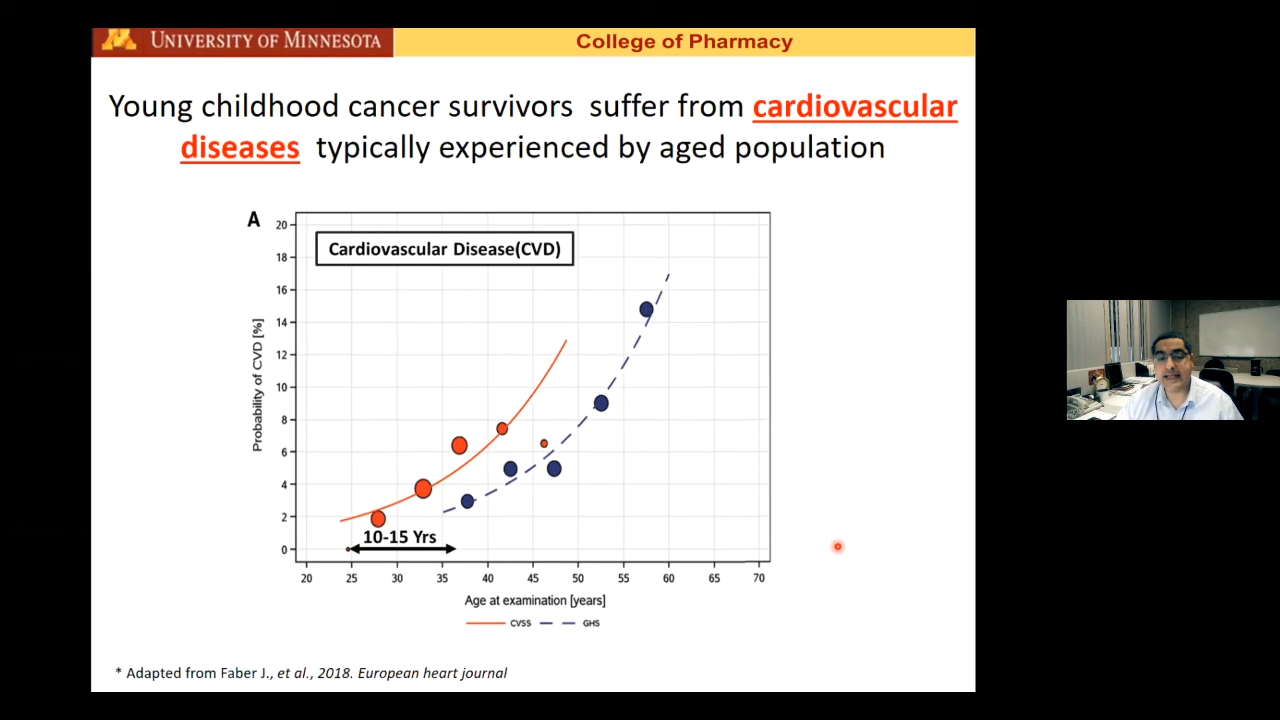 UNIVERSITY OF MINNESOTA
College of Pharmacy
Young childhood cancer survivors suffer from cardiovascular
diseases typically experienced by aged population
A
Cardiovascular Disease(CVD)
Probability of CVD [%]
20
18
16
14
12
10
8
6
4
2
0
10-15 Yrs
20 25 30 35 40 45 50 55 60 65 70
Age at examination [years]
CVSS GHS
* Adapted from Faber J., et al., 2018. European heart journal